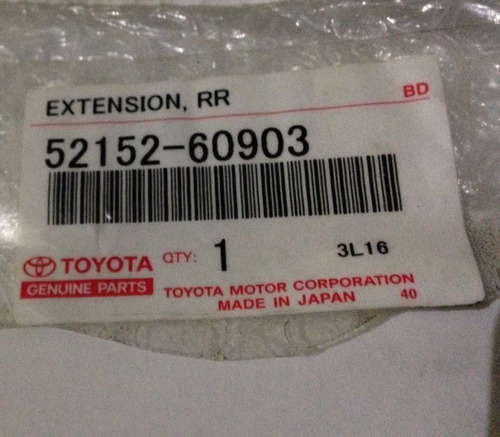 EXTENSION, RR BD
52152-60903
TOYOTA QTY: 1 3L16
GENUINE PARTS TOYOTA MOTOR CORPORATION
MADE IN JAPAN 40